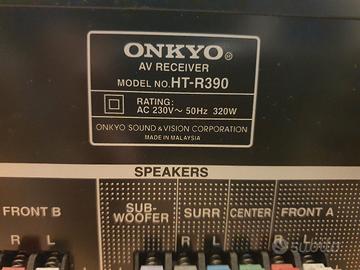 ONKYO
AV RECEIVER
MODEL NO. HT-R390
RATING:
AC 230V~ 50Hz 320W
ONKYO SOUND & VISION CORPORATION
MADE IN MALAYSIA
SPEAKERS
FRONT B SUB-WOOFER SURR CENTER FRONT A
R L R L R L
subito